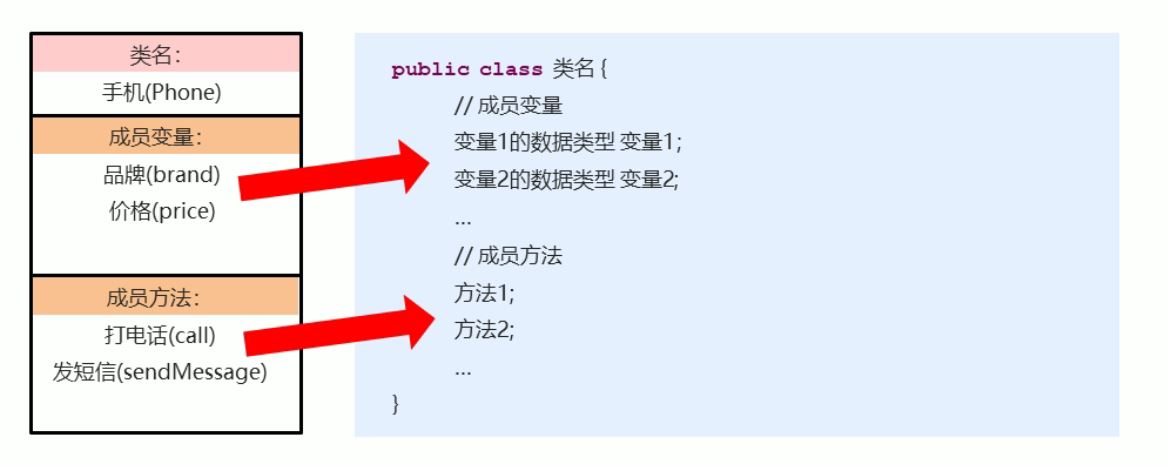 类名：
手机(Phone)
成员变量：
品牌(brand)
价格(price)
成员方法：
打电话(call)
发短信(sendMessage)
public class 类名 {
// 成员变量
变量1的数据类型 变量1;
变量2的数据类型 变量2;
...
// 成员方法
方法1;
方法2;
...
}